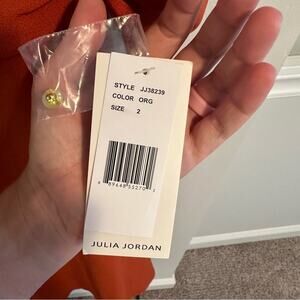 STYLE JJ38239
COLOR ORG
SIZE 2
JULIA JORDAN